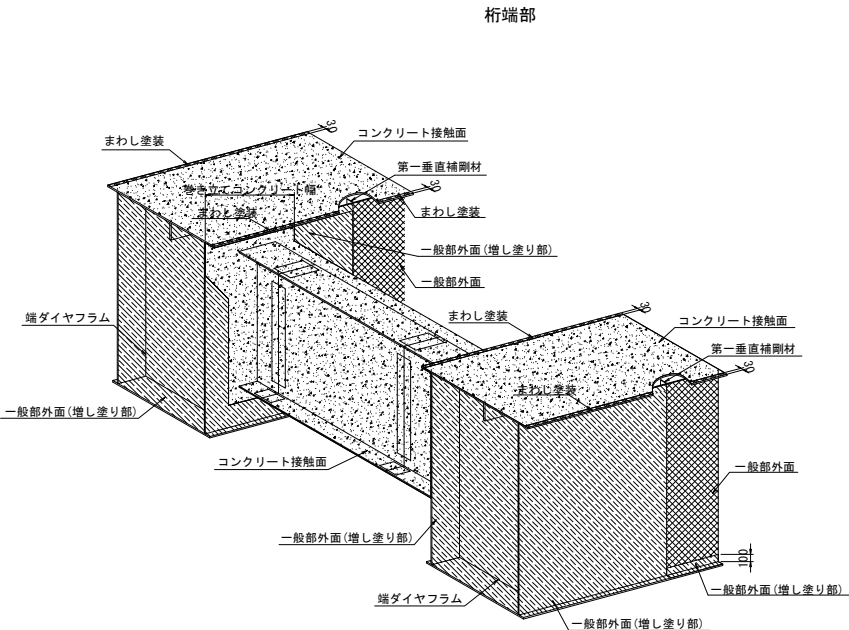 桁端部
30
まわし塗装
コンクリート接触面
第一垂直補剛材
30
巻き立てコンクリート幅
まわし塗装
まわし塗装
一般部外面(増し塗り部)
一般部外面
30
まわし塗装
端ダイヤフラム
コンクリート接触面
第一垂直補剛材
30
まわし塗装
一般部外面(増し塗り部)
コンクリート接触面
一般部外面
一般部外面(増し塗り部)
100
一般部外面(増し塗り部)
端ダイヤフラム
一般部外面(増し塗り部)